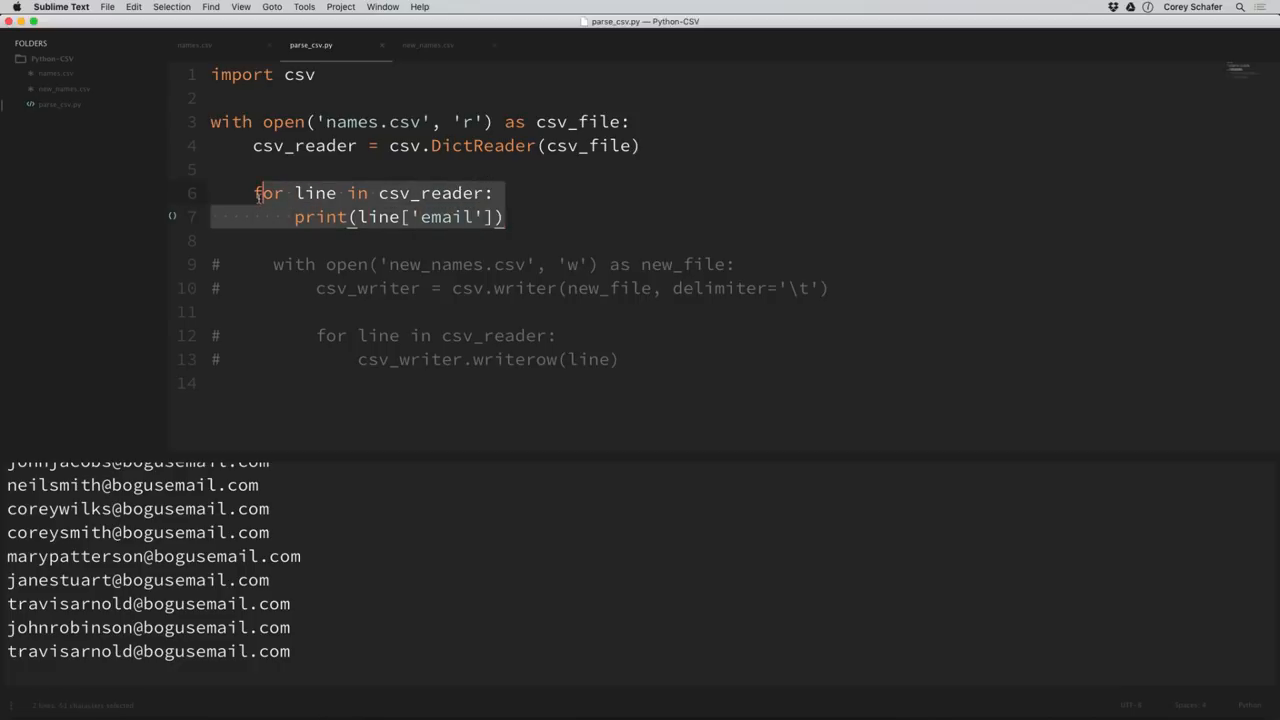 Sublime Text File Edit Selection Find View Goto Tools Project Window Help Corey Schafer
parse_csv.py — Python-CSV
FOLDERS
Python-CSV
names.csv
new_names.csv
parse_csv.py
names.csv parse_csv.py new_names.csv
1 import csv
2
3 with open('names.csv', 'r') as csv_file:
4 csv_reader = csv.DictReader(csv_file)
5
6 for line in csv_reader:
7 print(line['email'])
8
9 # with open('new_names.csv', 'w') as new_file:
10 # csv_writer = csv.writer(new_file, delimiter='\t')
11
12 # for line in csv_reader:
13 # csv_writer.writerow(line)
14
johnjacobs@bogusemail.com
neilsmith@bogusemail.com
coreywilks@bogusemail.com
coreysmith@bogusemail.com
marypatterson@bogusemail.com
janestuart@bogusemail.com
travisarnold@bogusemail.com
johnrobinson@bogusemail.com
travisarnold@bogusemail.com
2 lines, 52 characters selected UTF-8 Spaces: 4 Python